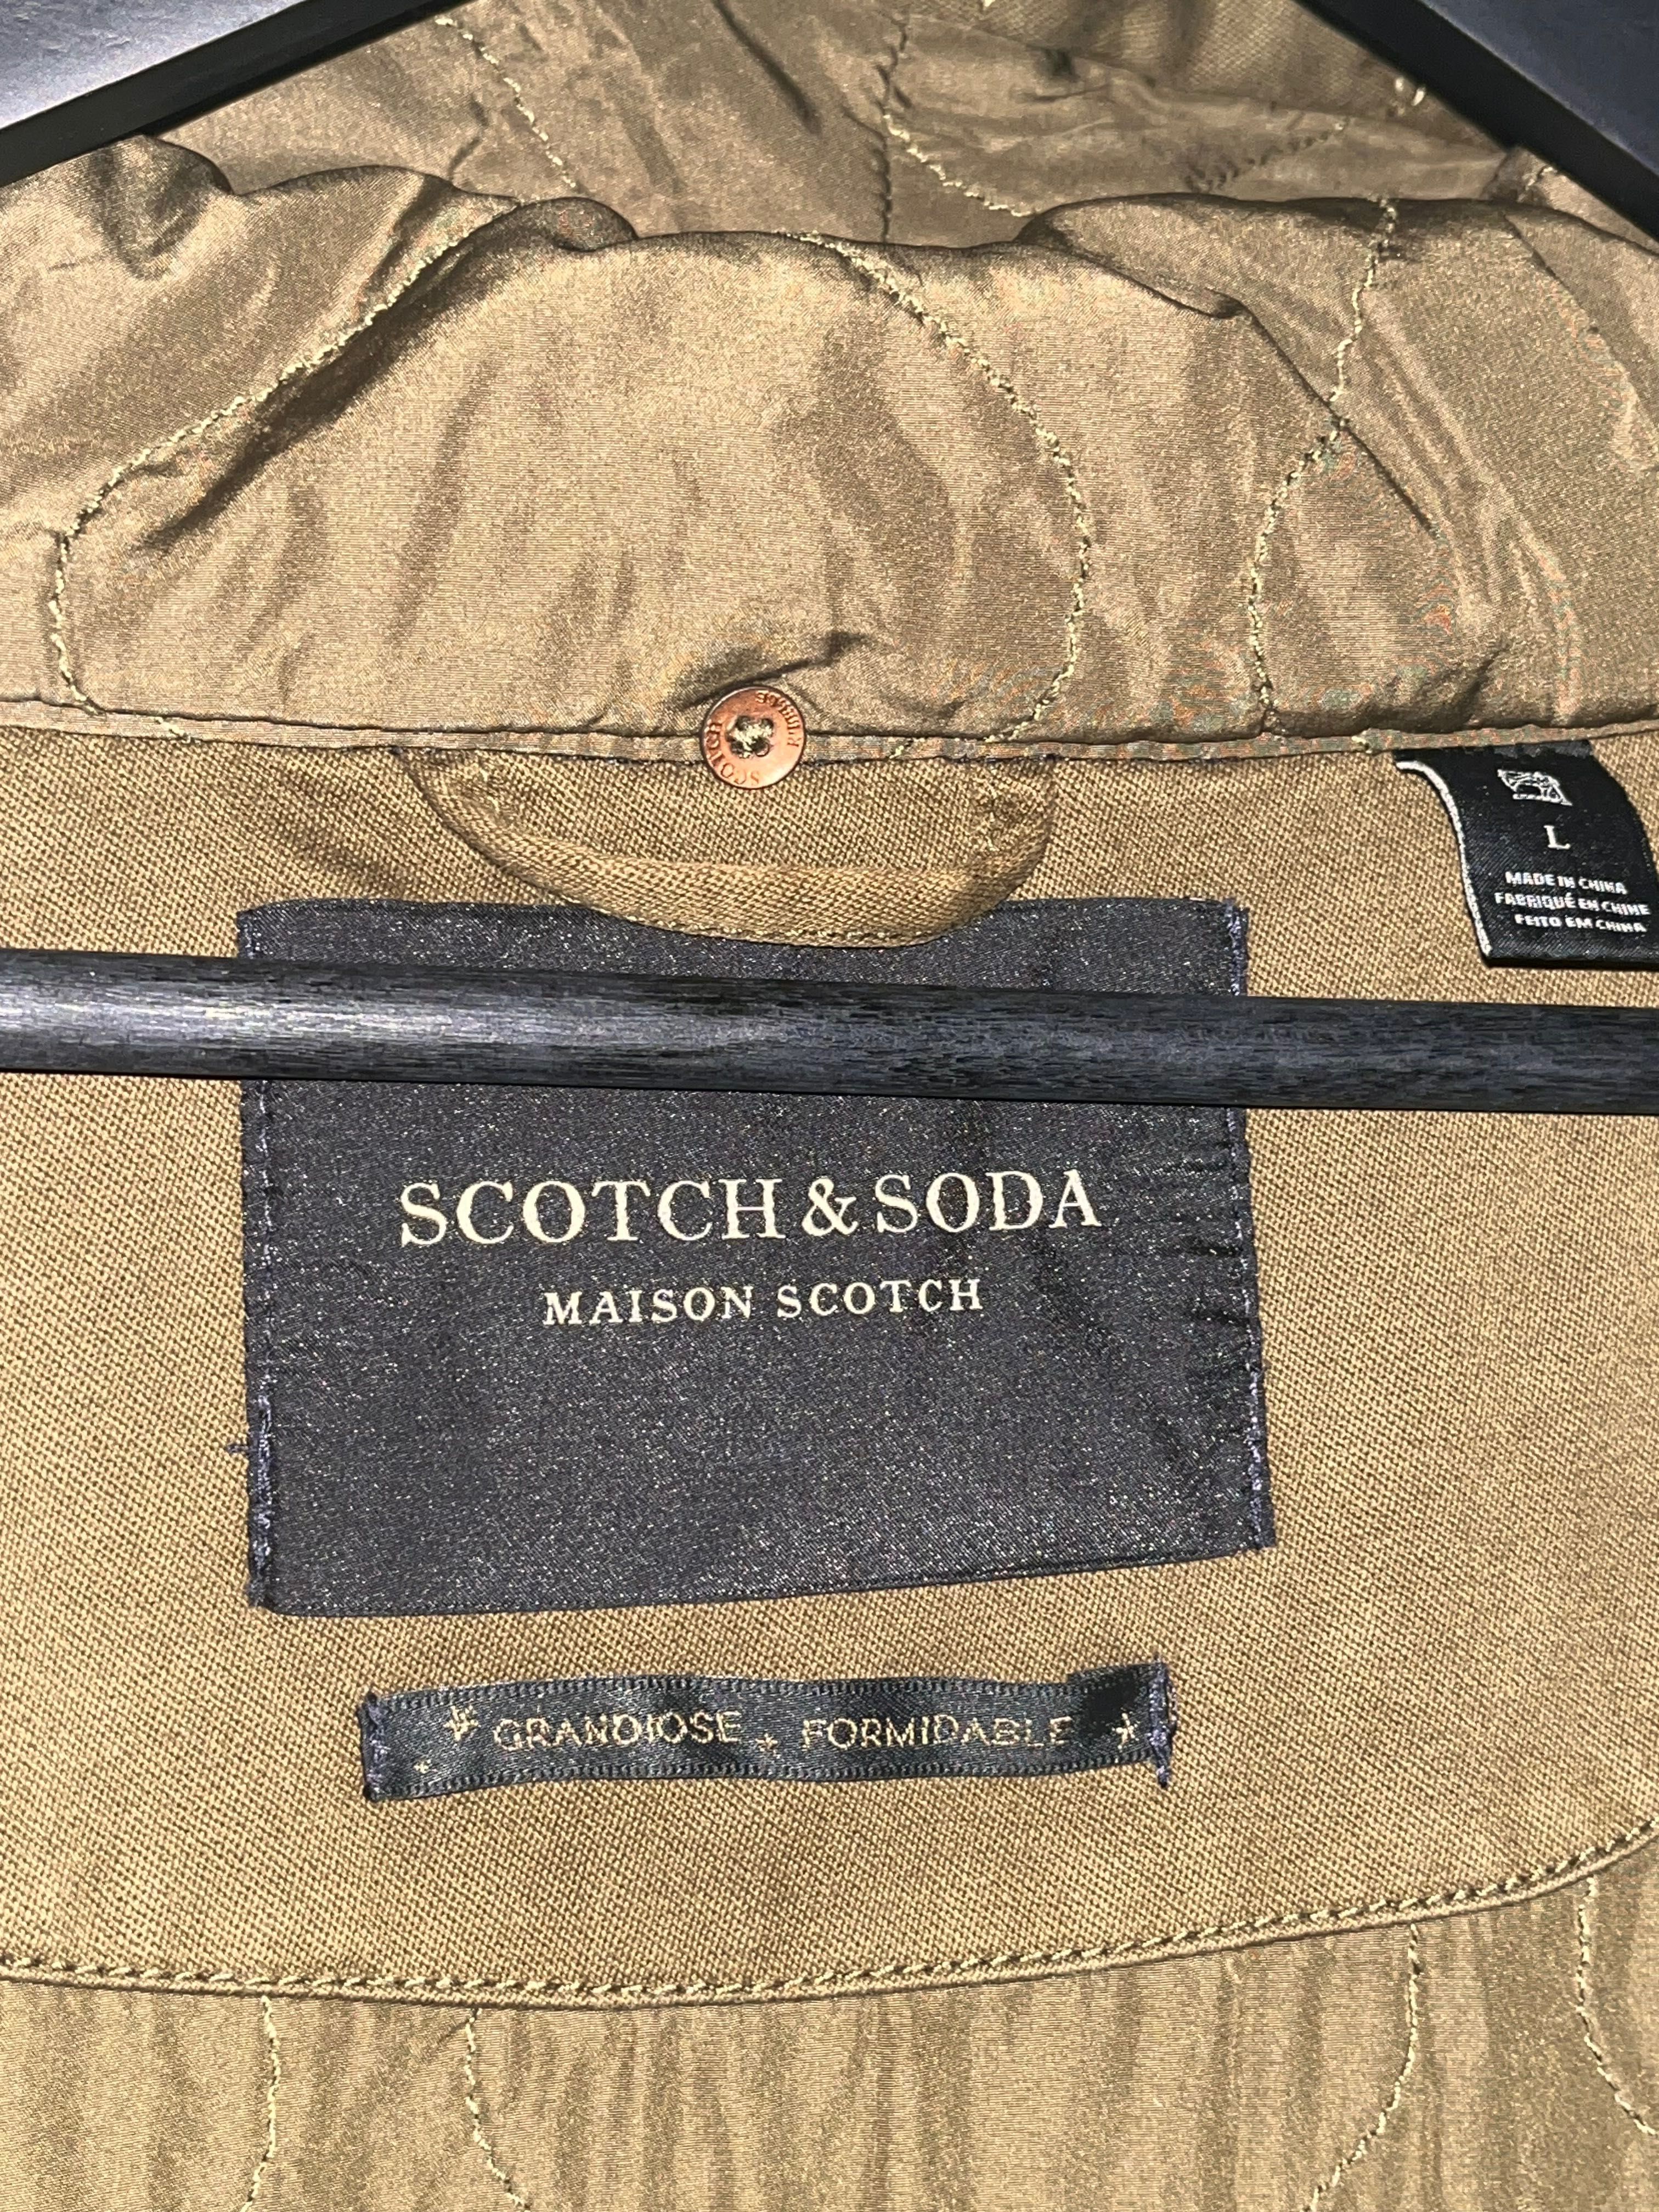 L
MADE IN CHINA
FABRIQUÉ EN CHINE
FEITO EM CHINA
SCOTCH & SODA
MAISON SCOTCH
GRANDIOSE * FORMIDABLE